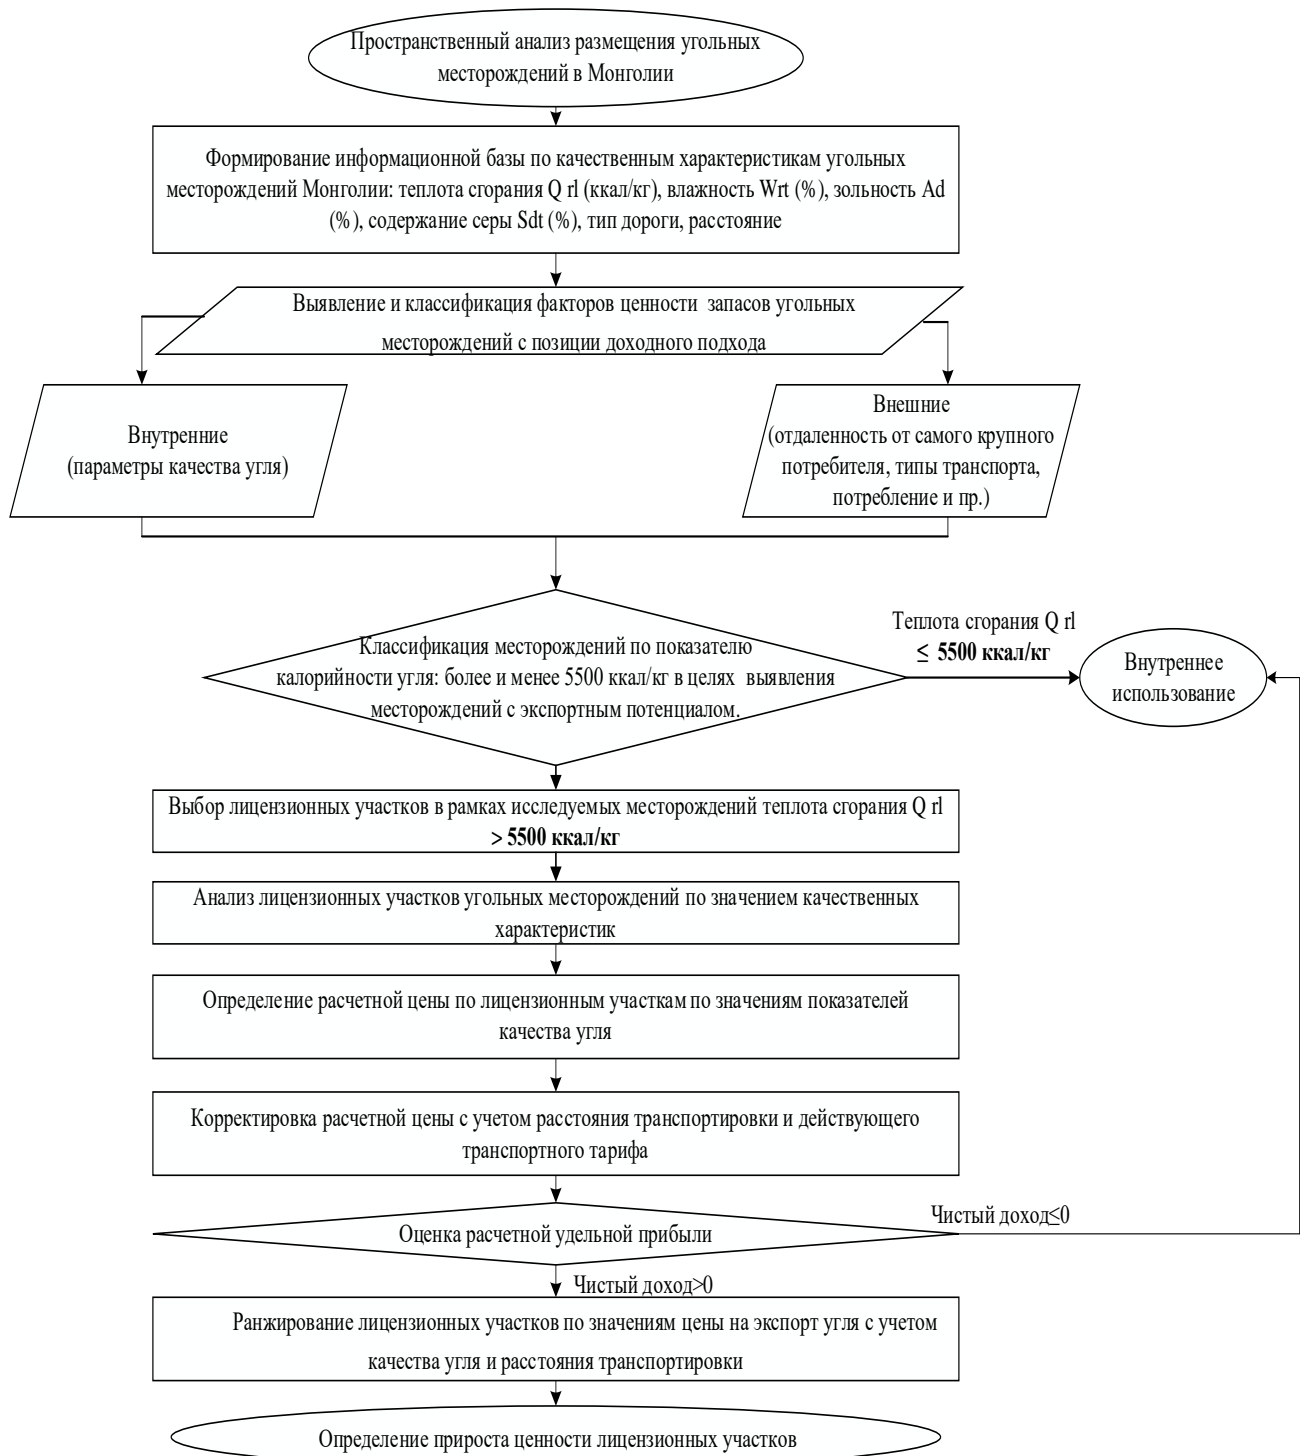 Пространственный анализ размещения угольных
месторождений в Монголии
Формирование информационной базы по качественным характеристикам угольных
месторождений Монголии: теплота сгорания Q rl (ккал/кг), влажность Wrt (%), зольность Ad
(%), содержание серы Sdt (%), тип дороги, расстояние
Выявление и классификация факторов ценности запасов угольных
месторождений с позиции доходного подхода
Внутренние
(параметры качества угля)
Внешние
(отдаленность от самого крупного
потребителя, типы транспорта,
потребление и пр.)
Классификация месторождений по показателю
калорийности угля: более и менее 5500 ккал/кг в целях выявления
месторождений с экспортным потенциалом.
Теплота сгорания Q rl
≤ 5500 ккал/кг
Внутреннее
использование
Выбор лицензионных участков в рамках исследуемых месторождений теплота сгорания Q rl
> 5500 ккал/кг
Анализ лицензионных участков угольных месторождений по значением качественных
характеристик
Определение расчетной цены по лицензионным участкам по значениям показателей
качества угля
Корректировка расчетной цены с учетом расстояния транспортировки и действующего
транспортного тарифа
Оценка расчетной удельной прибыли
Чистый доход≤0
Чистый доход>0
Ранжирование лицензионных участков по значениям цены на экспорт угля с учетом
качества угля и расстояния транспортировки
Определение прироста ценности лицензионных участков